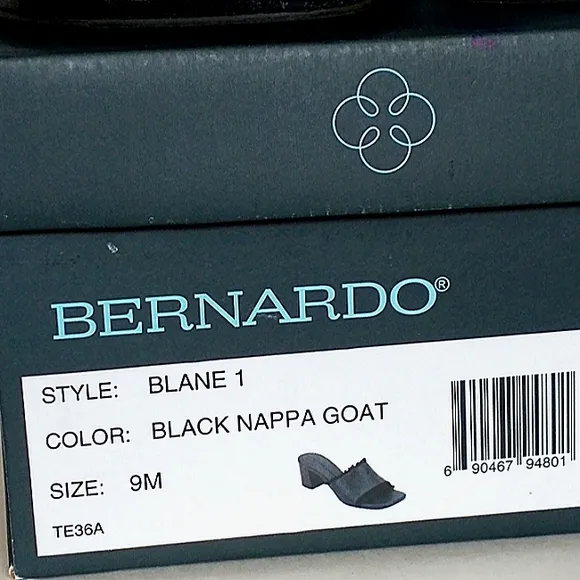 BERNARDO®
STYLE: BLANE 1
COLOR: BLACK NAPPA GOAT
SIZE: 9M
TE36A
6 90467 94801